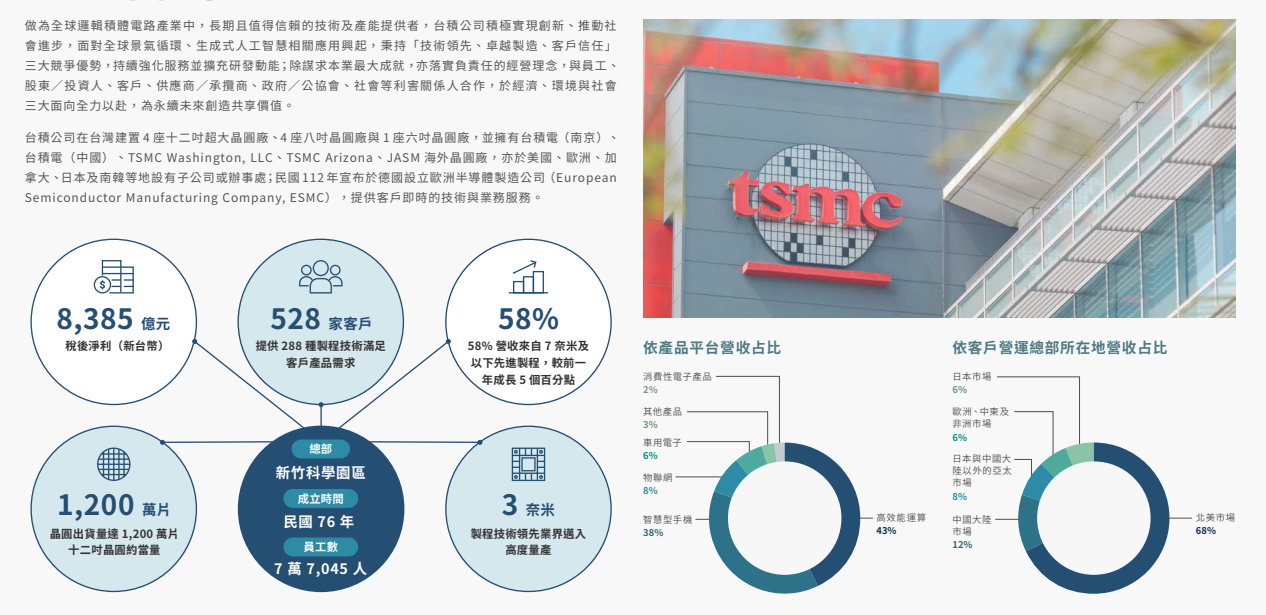 做為全球邏輯積體電路產業中，長期且值得信賴的技術及產能提供者，台積公司積極實現創新、推動社
會進步，面對全球景氣循環、生成式人工智慧相關應用興起，秉持「技術領先、卓越製造、客戶信任」
三大競爭優勢，持續強化服務並擴充研發動能；除謀求本業最大成就，亦落實負責任的經營理念，與員工、
股東／投資人、客戶、供應商／承攬商、政府／公協會、社會等利害關係人合作，於經濟、環境與社會
三大面向全力以赴，為永續未來創造共享價值。
台積公司在台灣建置 4 座十二吋超大晶圓廠、4 座八吋晶圓廠與 1 座六吋晶圓廠，並擁有台積電（南京）、
台積電（中國）、TSMC Washington, LLC、TSMC Arizona、JASM 海外晶圓廠，亦於美國、歐洲、加
拿大、日本及南韓等地設有子公司或辦事處；民國 112 年宣布於德國設立歐洲半導體製造公司（European
Semiconductor Manufacturing Company, ESMC），提供客戶即時的技術與業務服務。
8,385 億元
稅後淨利（新台幣）
528 家客戶
提供 288 種製程技術滿足
客戶產品需求
58%
58% 營收來自 7 奈米及
以下先進製程，較前一
年成長 5 個百分點
1,200 萬片
晶圓出貨量達 1,200 萬片
十二吋晶圓約當量
總部
新竹科學園區
成立時間
民國 76 年
員工數
7 萬 7,045 人
3 奈米
製程技術領先業界邁入
高度量產
tsmc
依產品平台營收占比
消費性電子產品
2%
其他產品
3%
車用電子
6%
物聯網
8%
智慧型手機
38%
高效能運算
43%
依客戶營運總部所在地營收占比
日本市場
6%
歐洲、中東及
非洲市場
6%
日本與中國大
陸以外的亞太
市場
8%
中國大陸
市場
12%
北美市場
68%